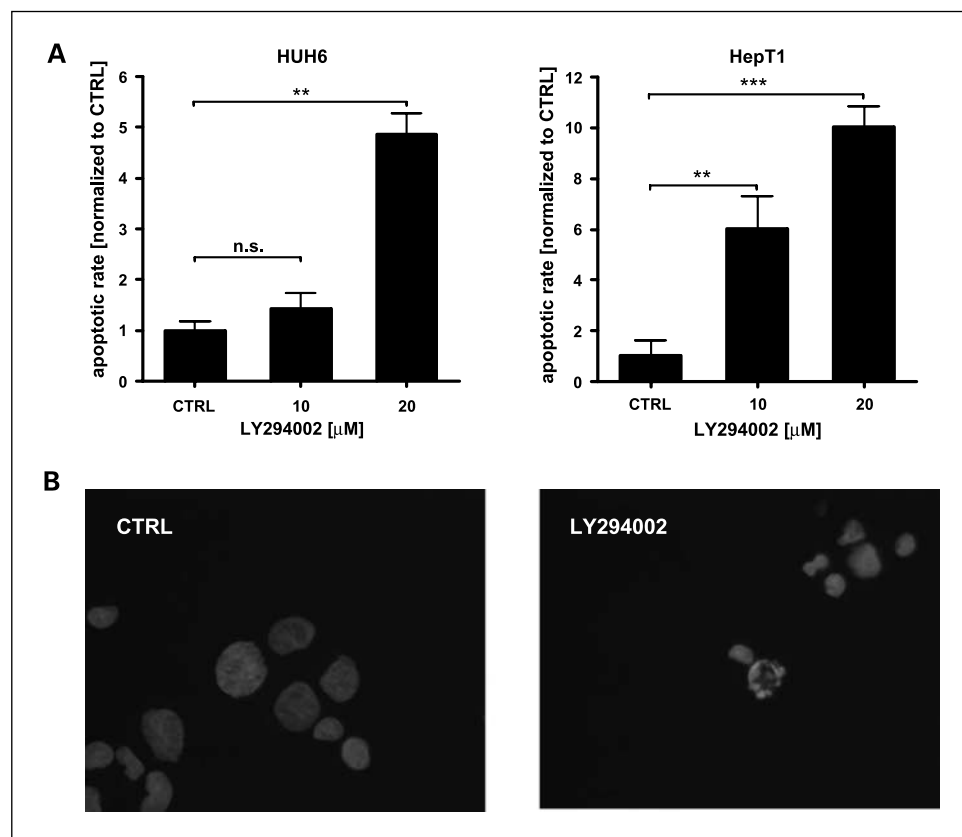 A
HUH6
apoptotic rate [normalized to CTRL]
6
5
4
3
2
1
0
**
n.s.
CTRL
10
20
LY294002 [μM]
HepT1
apoptotic rate [normalized to CTRL]
12
10
8
6
4
2
0
***
**
CTRL
10
20
LY294002 [μM]
B
CTRL
LY294002